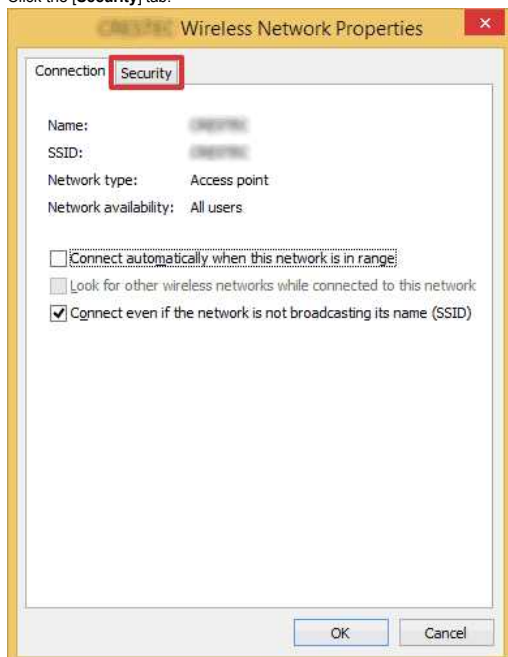 Click the [Security] tab.
Wireless Network Properties
Connection Security
Name:
SSID:
Network type: Access point
Network availability: All users
Connect automatically when this network is in range
Look for other wireless networks while connected to this network
Connect even if the network is not broadcasting its name (SSID)
OK Cancel